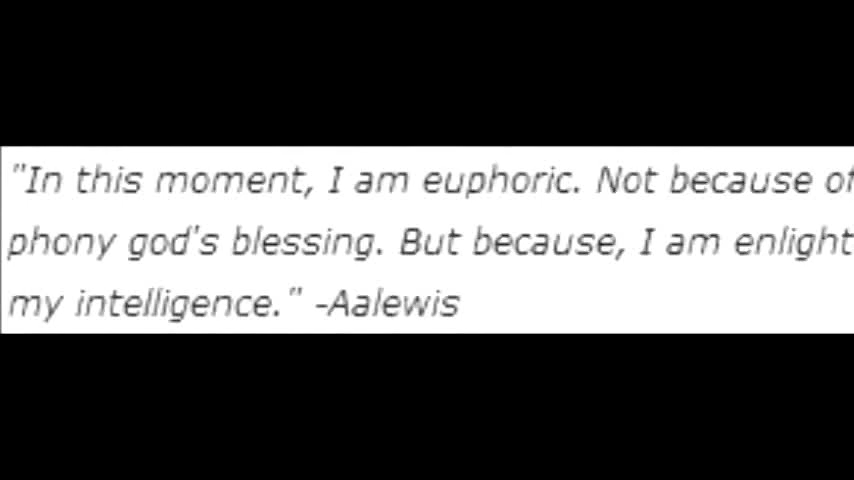 "In this moment, I am euphoric. Not because of
phony god's blessing. But because, I am enlight
my intelligence." -Aalewis